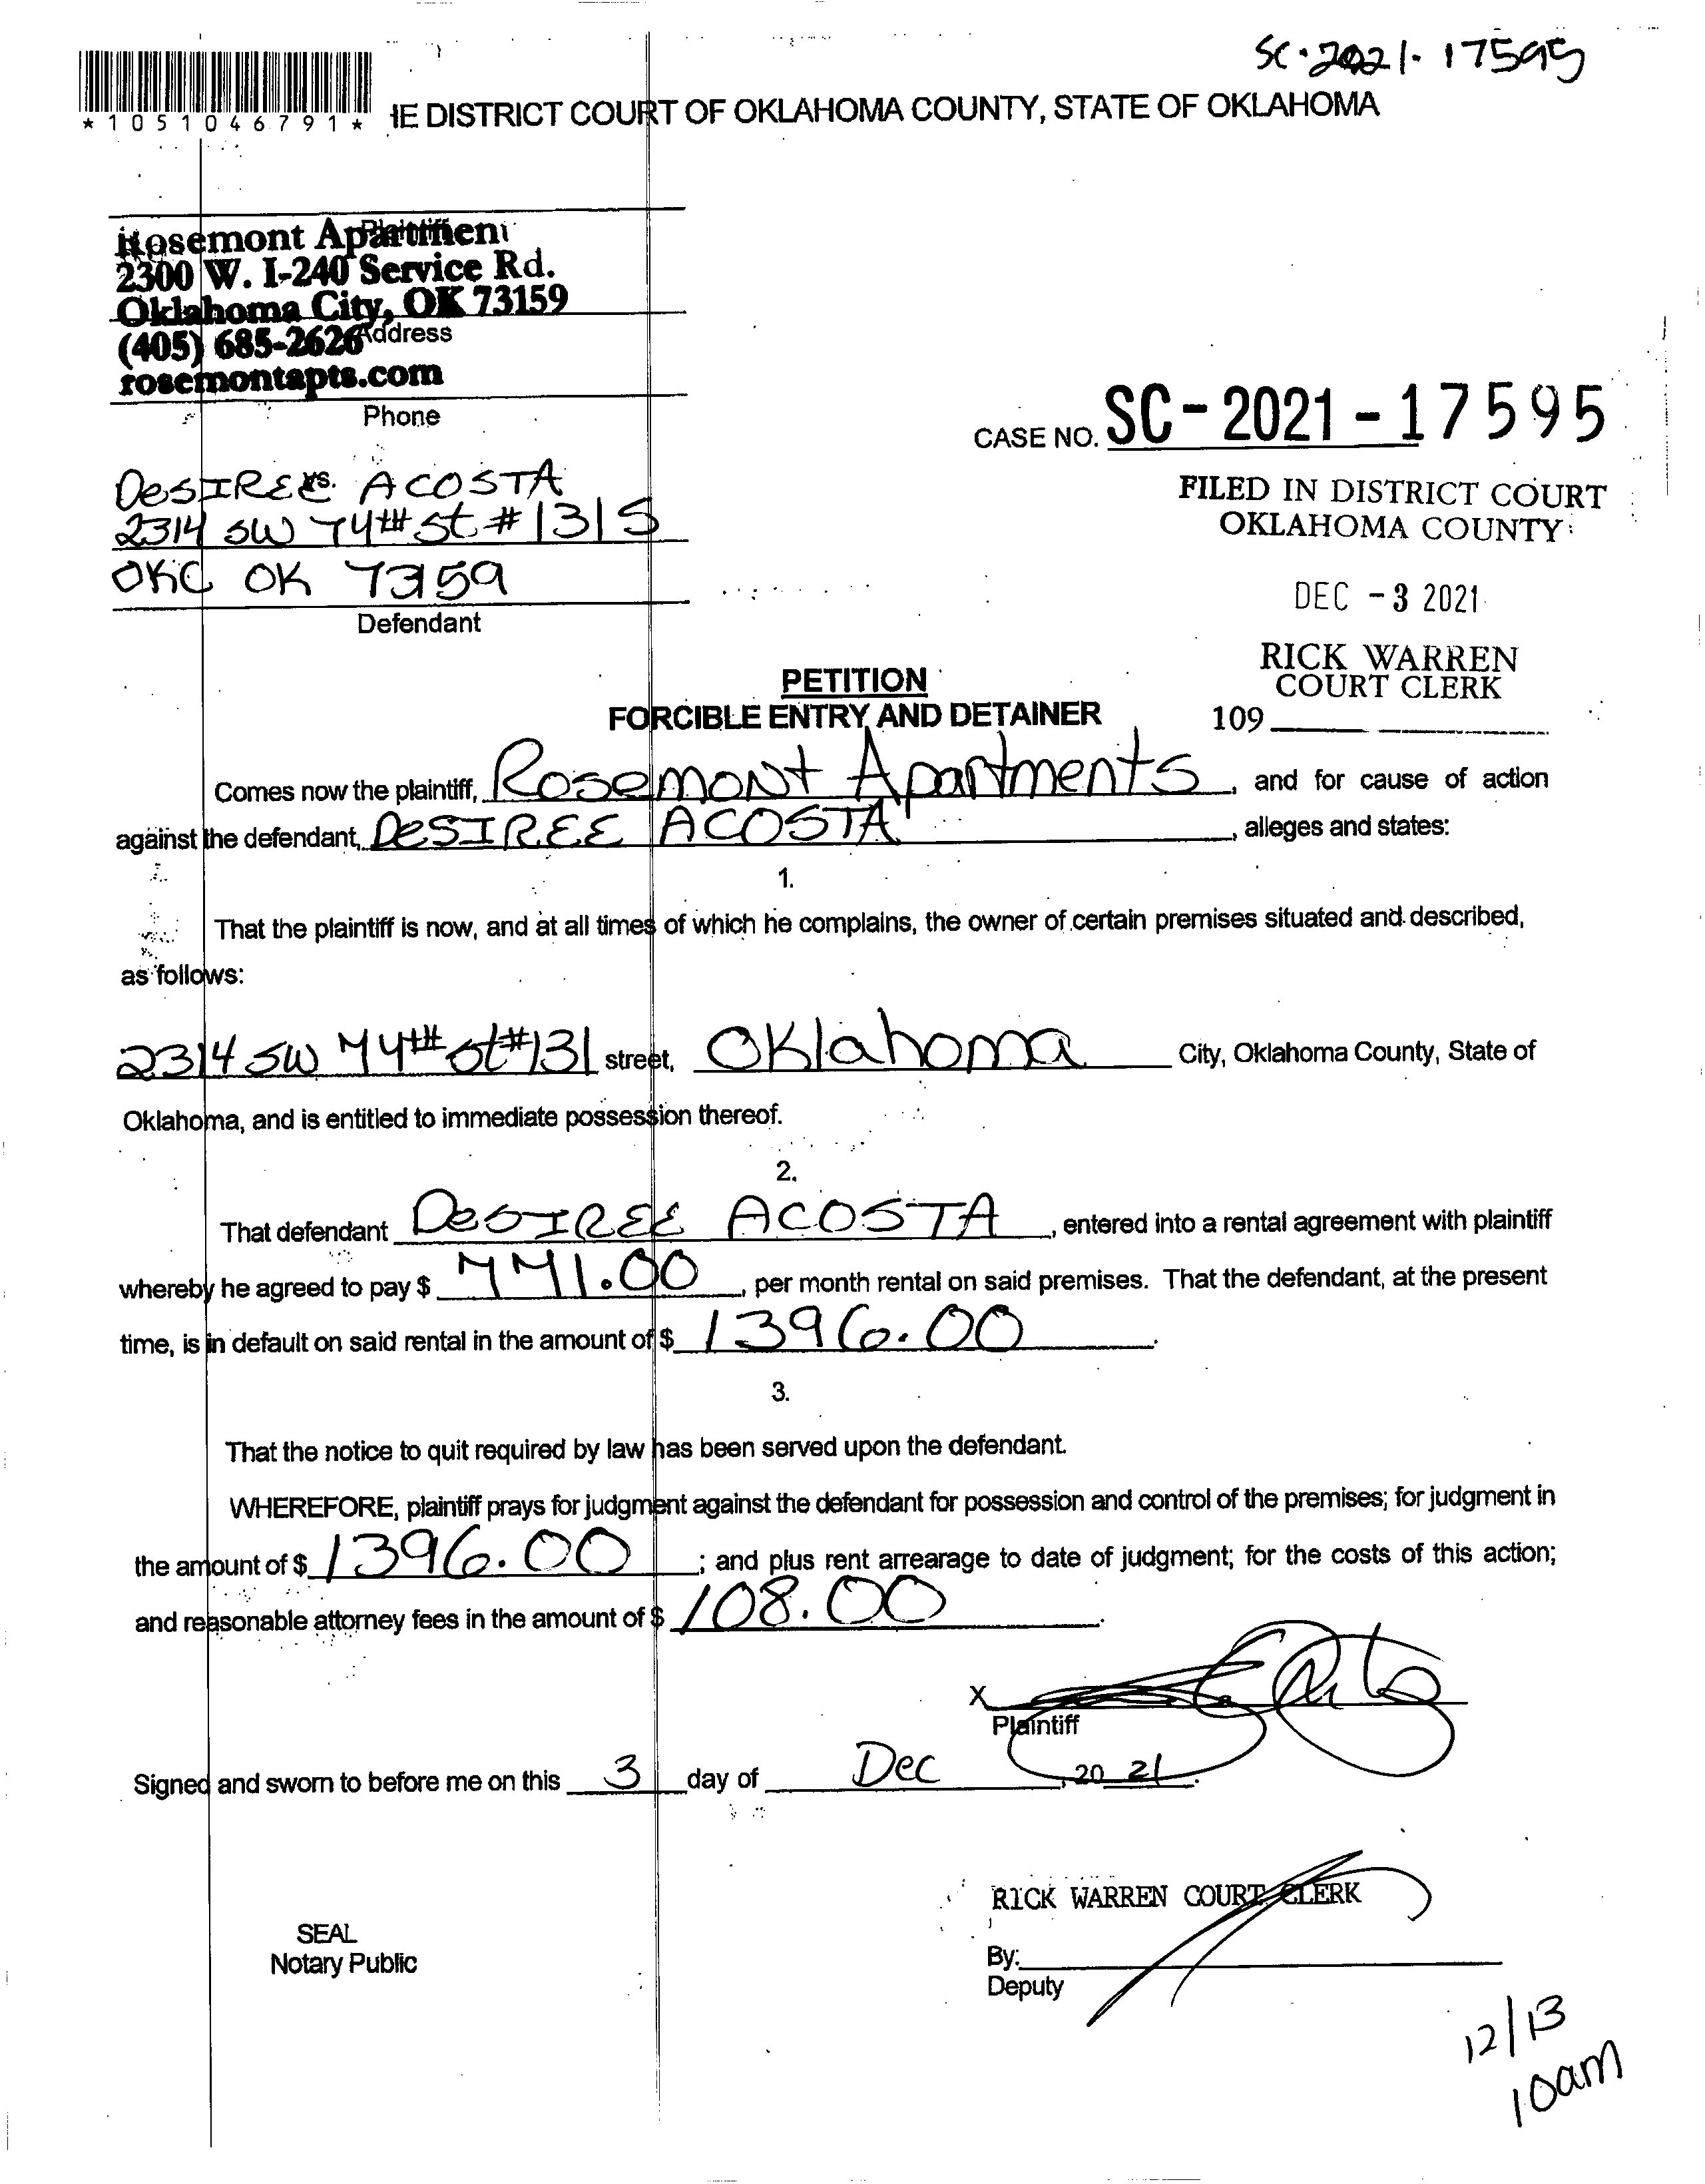 SC-2021-17595
*1051046791*
IE DISTRICT COURT OF OKLAHOMA COUNTY, STATE OF OKLAHOMA
Plaintiff
Rosemont Apartment
2300 W. I-240 Service Rd.
Oklahoma City, OK 73159
(405) 685-2626
Address
rosemontapts.com
Phone
CASE NO. SC-2021-17595
vs.
DESIREE ACOSTA
2314 SW 74th St #131S
OKC OK 73159
Defendant
FILED IN DISTRICT COURT
OKLAHOMA COUNTY
DEC -3 2021
RICK WARREN
COURT CLERK
109
PETITION
FORCIBLE ENTRY AND DETAINER
Comes now the plaintiff, Rosemont Apartments, and for cause of action
against the defendant, DESIREE ACOSTA, alleges and states:
1.
That the plaintiff is now, and at all times of which he complains, the owner of certain premises situated and described,
as follows:
2314 SW 74th St #131 street, Oklahoma City, Oklahoma County, State of
Oklahoma, and is entitled to immediate possession thereof.
2.
That defendant DESIREE ACOSTA, entered into a rental agreement with plaintiff
whereby he agreed to pay $ 771.00, per month rental on said premises. That the defendant, at the present
time, is in default on said rental in the amount of $ 1396.00.
3.
That the notice to quit required by law has been served upon the defendant.
WHEREFORE, plaintiff prays for judgment against the defendant for possession and control of the premises; for judgment in
the amount of $ 1396.00; and plus rent arrearage to date of judgment; for the costs of this action;
and reasonable attorney fees in the amount of $ 108.00.
X
Plaintiff
Signed and sworn to before me on this 3 day of Dec, 20 21.
RICK WARREN COURT CLERK
SEAL
Notary Public
By:
Deputy
12/13
10am